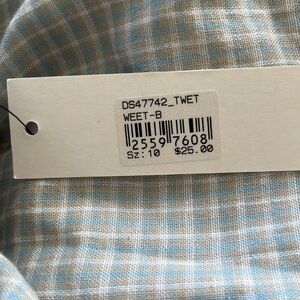 DS47742_TWET
WEET-B
2559 7608
Sz: 10 $25.00